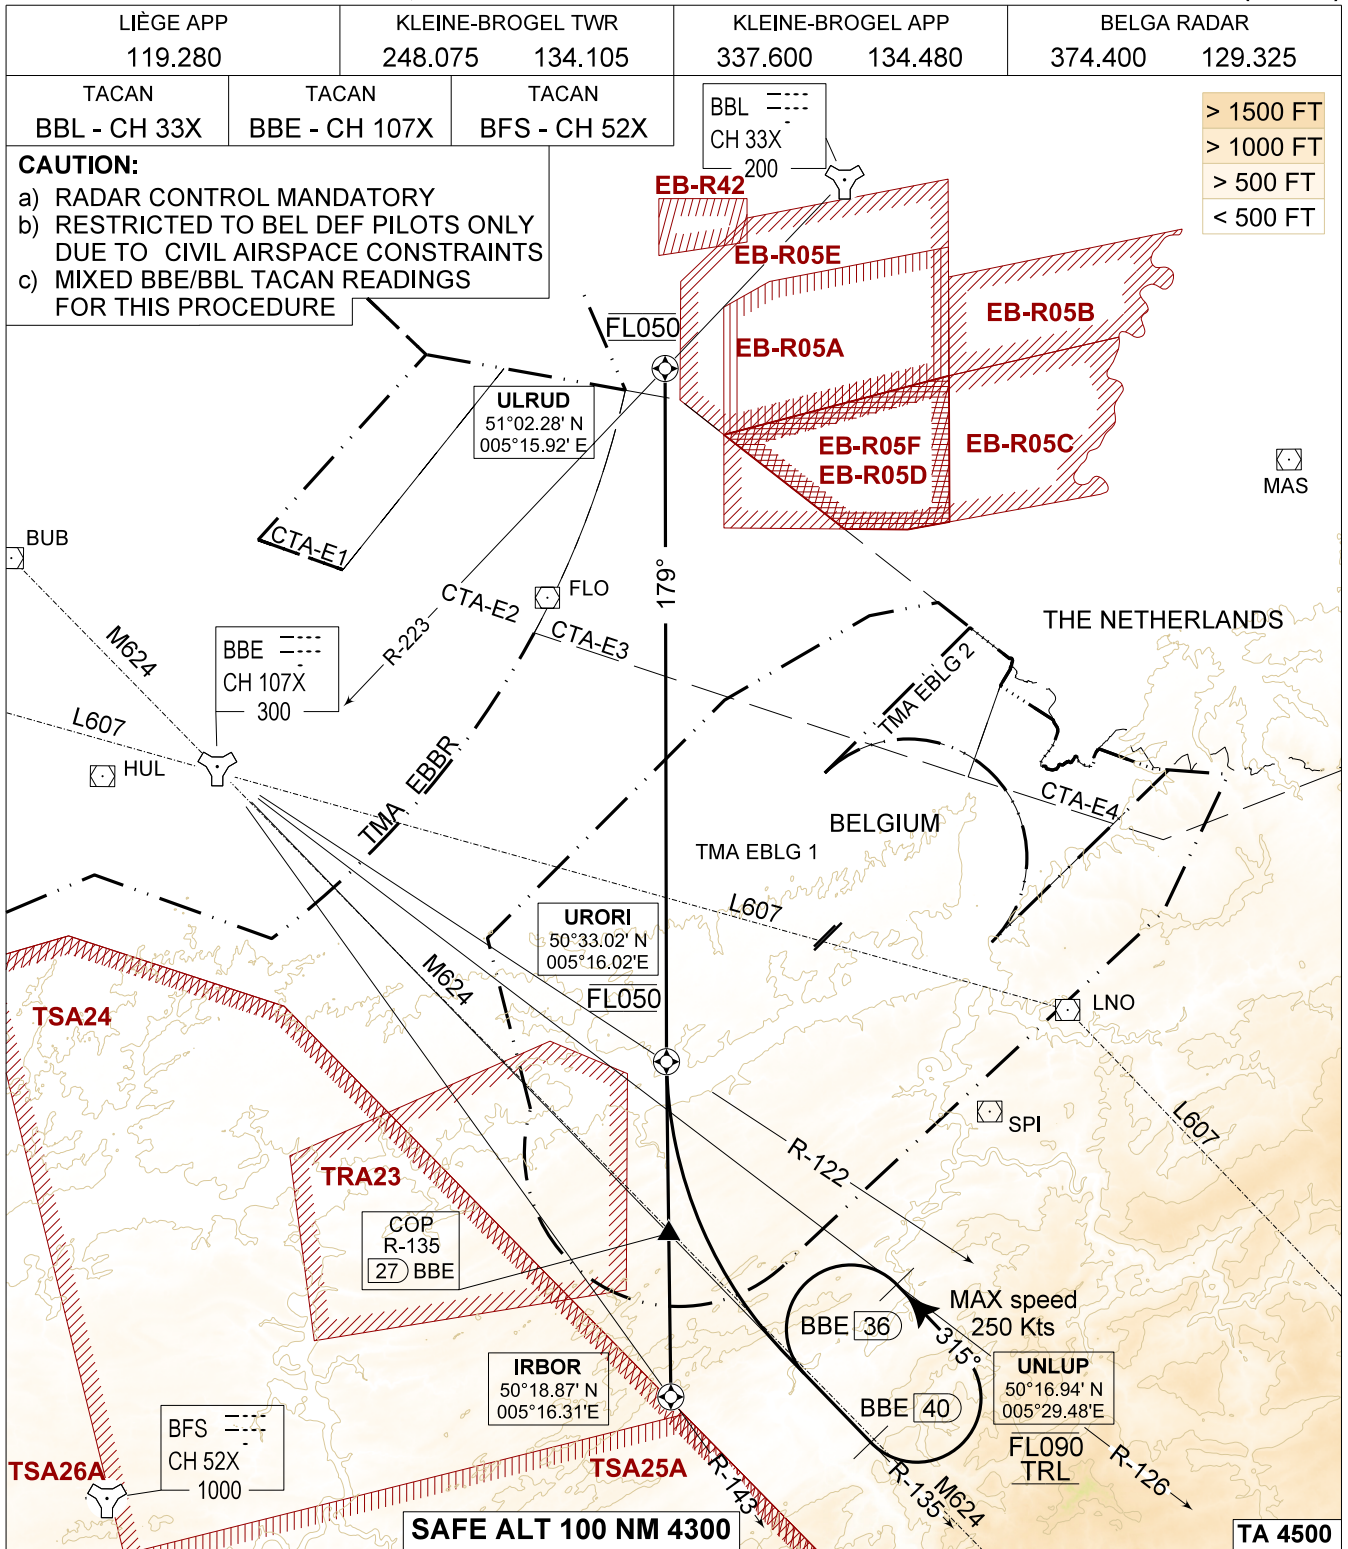 LIÈGE APP
119.280
KLEINE-BROGEL TWR
248.075 134.105
KLEINE-BROGEL APP
337.600 134.480
BELGA RADAR
374.400 129.325
TACAN
BBL - CH 33X
TACAN
BBE - CH 107X
TACAN
BFS - CH 52X
CAUTION:
a) RADAR CONTROL MANDATORY
b) RESTRICTED TO BEL DEF PILOTS ONLY
DUE TO CIVIL AIRSPACE CONSTRAINTS
c) MIXED BBE/BBL TACAN READINGS
FOR THIS PROCEDURE
BBL
CH 33X
200
> 1500 FT
> 1000 FT
> 500 FT
< 500 FT
EB-R42
EB-R05E
EB-R05B
EB-R05A
EB-R05F
EB-R05D
EB-R05C
FL050
ULRUD
51°02.28' N
005°15.92' E
MAS
BUB
CTA-E1
CTA-E2
FLO
CTA-E3
179°
THE NETHERLANDS
M624
R-223
BBE
CH 107X
300
TMA EBLG 2
L607
HUL
TMA EBBR
CTA-E4
BELGIUM
TMA EBLG 1
L607
URORI
50°33.02' N
005°16.02'E
FL050
M624
LNO
TSA24
SPI
L607
R-122
TRA23
COP
R-135
27 BBE
MAX speed
250 Kts
BBE 36
315°
IRBOR
50°18.87' N
005°16.31'E
UNLUP
50°16.94' N
005°29.48'E
BBE 40
FL090
TRL
BFS
CH 52X
1000
TSA26A
TSA25A
R-143
R-135
M624
R-126
SAFE ALT 100 NM 4300
TA 4500